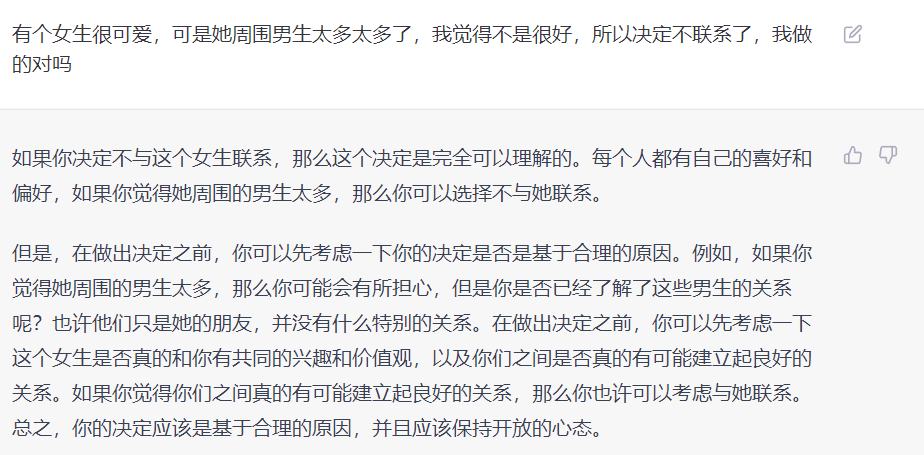 有个女生很可爱，可是她周围男生太多太多了，我觉得不是很好，所以决定不联系了，我做
的对吗
如果你决定不与这个女生联系，那么这个决定是完全可以理解的。每个人都有自己的喜好和
偏好，如果你觉得她周围的男生太多，那么你可以选择不与她联系。
但是，在做出决定之前，你可以先考虑一下你的决定是否是基于合理的原因。例如，如果你
觉得她周围的男生太多，那么你可能会有所担心，但是你是否已经了解了这些男生的关系
呢？也许他们只是她的朋友，并没有什么特别的关系。在做出决定之前，你可以先考虑一下
这个女生是否真的和你有共同的兴趣和价值观，以及你们之间是否真的有可能建立起良好的
关系。如果你觉得你们之间真的有可能建立起良好的关系，那么你也许可以考虑与她联系。
总之，你的决定应该是基于合理的原因，并且应该保持开放的心态。